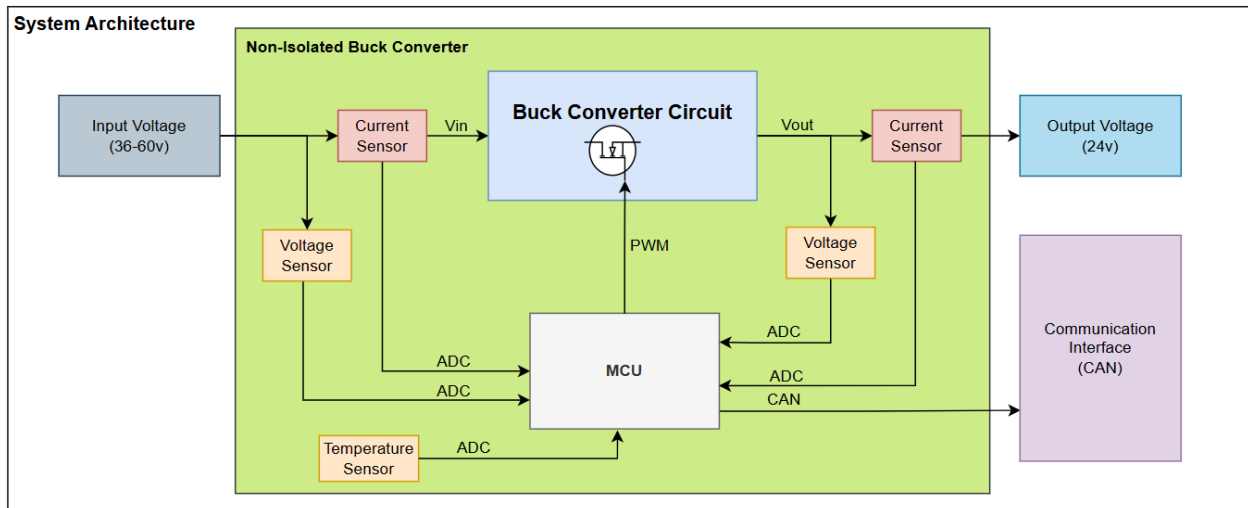 System Architecture
Non-Isolated Buck Converter
Input Voltage
(36-60v)
Current
Sensor
Vin
Buck Converter Circuit
Vout
Current
Sensor
Output Voltage
(24v)
Voltage
Sensor
PWM
Voltage
Sensor
ADC
ADC
MCU
ADC
ADC
CAN
Communication
Interface
(CAN)
Temperature
Sensor
ADC